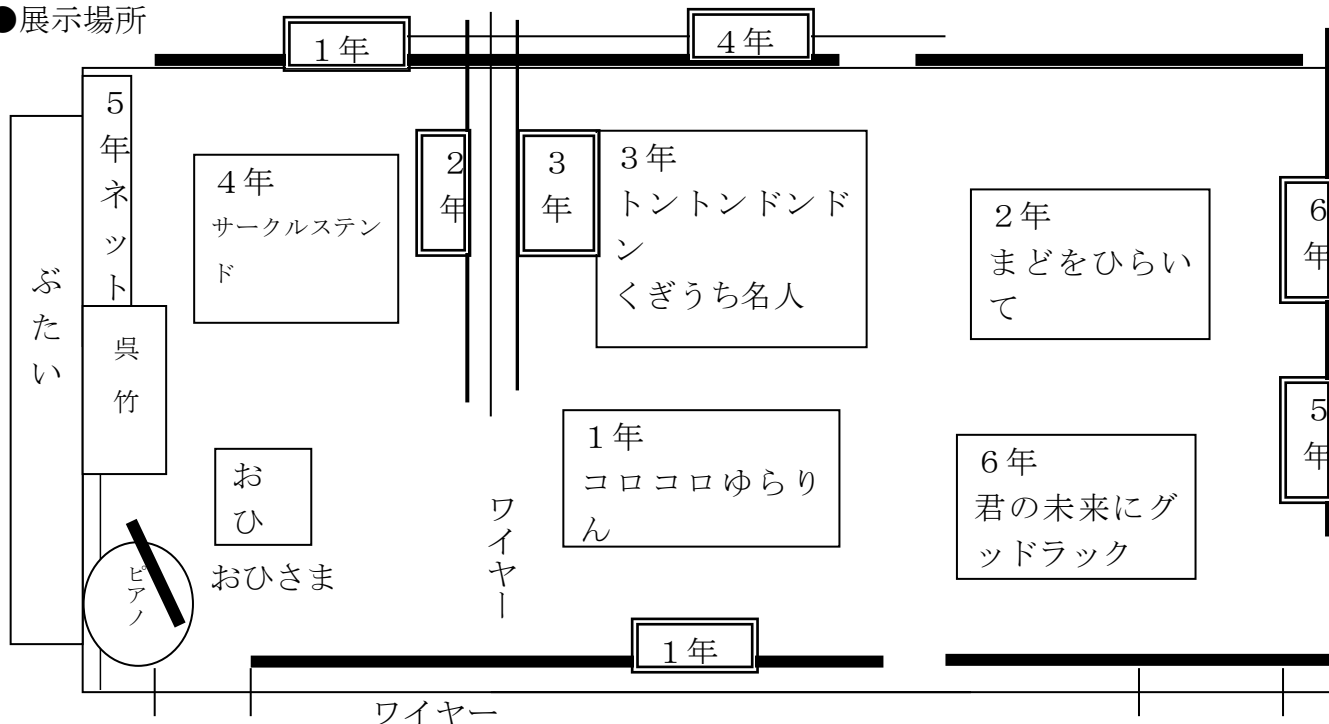 ●展示場所
1年
4年
5年ネット
4年
サークルステン
ド
2年
3年
3年
トントンドンド
ン
くぎうち名人
2年
まどをひらい
て
6年
ぶたい
呉竹
おひ
おひさま
ピアノ
ワイヤー
1年
コロコロゆらり
ん
6年
君の未来にグ
ッドラック
5年
1年
ワイヤー